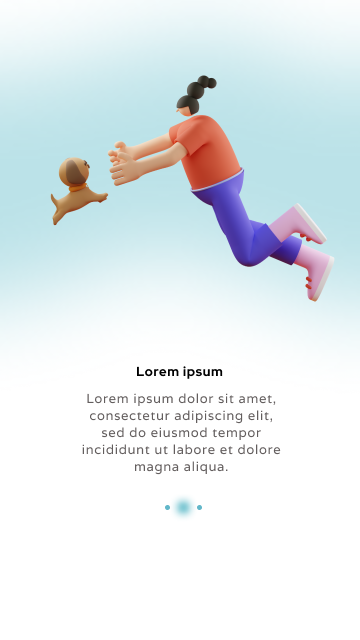 Lorem ipsum
Lorem ipsum dolor sit amet,
consectetur adipiscing elit,
sed do eiusmod tempor
incididunt ut labore et dolore
magna aliqua.